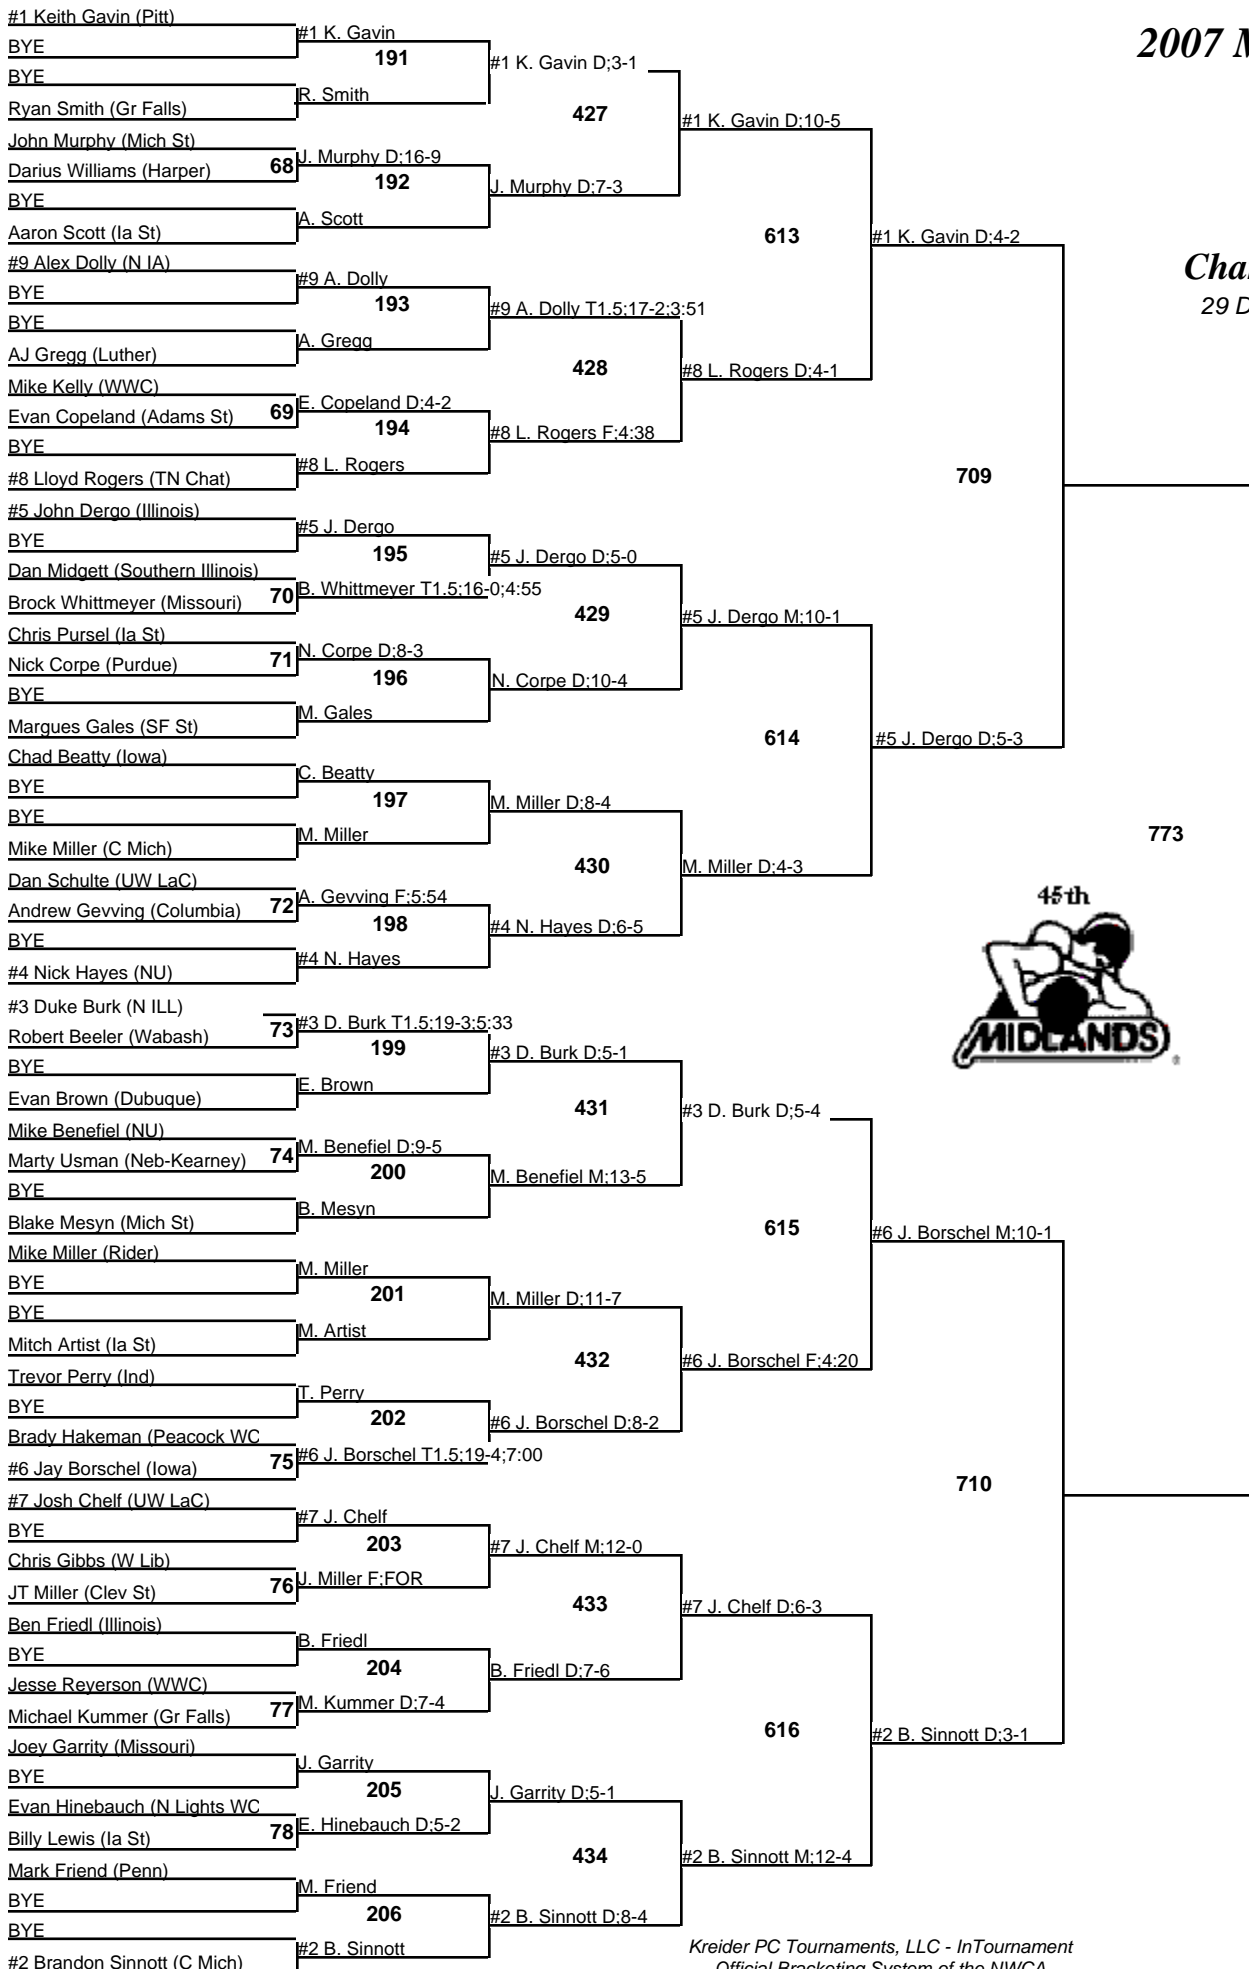 #1 Keith Gavin (Pitt)
BYE
BYE
Ryan Smith (Gr Falls)
John Murphy (Mich St)
Darius Williams (Harper)
BYE
Aaron Scott (Ia St)
#9 Alex Dolly (N IA)
BYE
BYE
AJ Gregg (Luther)
Mike Kelly (WWC)
Evan Copeland (Adams St)
BYE
#8 Lloyd Rogers (TN Chat)
#5 John Dergo (Illinois)
BYE
Dan Midgett (Southern Illinois)
Brock Whittmeyer (Missouri)
Chris Pursel (Ia St)
Nick Corpe (Purdue)
BYE
Margues Gales (SF St)
Chad Beatty (Iowa)
BYE
BYE
Mike Miller (C Mich)
Dan Schulte (UW LaC)
Andrew Gevving (Columbia)
BYE
#4 Nick Hayes (NU)
#3 Duke Burk (N ILL)
Robert Beeler (Wabash)
BYE
Evan Brown (Dubuque)
Mike Benefiel (NU)
Marty Usman (Neb-Kearney)
BYE
Blake Mesyn (Mich St)
Mike Miller (Rider)
BYE
BYE
Mitch Artist (Ia St)
Trevor Perry (Ind)
BYE
Brady Hakeman (Peacock WC
#6 Jay Borschel (Iowa)
#7 Josh Chelf (UW LaC)
BYE
Chris Gibbs (W Lib)
JT Miller (Clev St)
Ben Friedl (Illinois)
BYE
Jesse Reyerson (WWC)
Michael Kummer (Gr Falls)
Joey Garrity (Missouri)
BYE
Evan Hinebauch (N Lights WC
Billy Lewis (Ia St)
Mark Friend (Penn)
BYE
BYE
#2 Brandon Sinnott (C Mich)
#1 K. Gavin
191
R. Smith
68 J. Murphy D;16-9
192
A. Scott
#9 A. Dolly
193
A. Gregg
69 E. Copeland D;4-2
194
#8 L. Rogers
#5 J. Dergo
195
70 B. Whittmeyer T1.5;16-0;4:55
71 N. Corpe D;8-3
196
M. Gales
C. Beatty
197
M. Miller
72 A. Gevving F;5:54
198
#4 N. Hayes
73 #3 D. Burk T1.5;19-3;5:33
199
E. Brown
74 M. Benefiel D;9-5
200
B. Mesyn
M. Miller
201
M. Artist
T. Perry
202
75 #6 J. Borschel T1.5;19-4;7:00
#7 J. Chelf
203
76 J. Miller F;FOR
B. Friedl
204
77 M. Kummer D;7-4
J. Garrity
205
78 E. Hinebauch D;5-2
M. Friend
206
#2 B. Sinnott
#1 K. Gavin D;3-1
427
J. Murphy D;7-3
#9 A. Dolly T1.5;17-2;3:51
428
#8 L. Rogers F;4:38
#5 J. Dergo D;5-0
429
N. Corpe D;10-4
M. Miller D;8-4
430
#4 N. Hayes D;6-5
#3 D. Burk D;5-1
431
M. Benefiel M;13-5
M. Miller D;11-7
432
#6 J. Borschel D;8-2
#7 J. Chelf M;12-0
433
B. Friedl D;7-6
J. Garrity D;5-1
434
#2 B. Sinnott D;8-4
#1 K. Gavin D;10-5
613
#8 L. Rogers D;4-1
#5 J. Dergo M;10-1
614
M. Miller D;4-3
#3 D. Burk D;5-4
615
#6 J. Borschel F;4:20
#7 J. Chelf D;6-3
616
#2 B. Sinnott M;12-4
#1 K. Gavin D;4-2
709
#5 J. Dergo D;5-3
#6 J. Borschel M;10-1
710
#2 B. Sinnott D;3-1
773
2007 M
Cha
29 D
45th
MIDLANDS
Kreider PC Tournaments, LLC - InTournament
Official Bracketing System of the NWCA